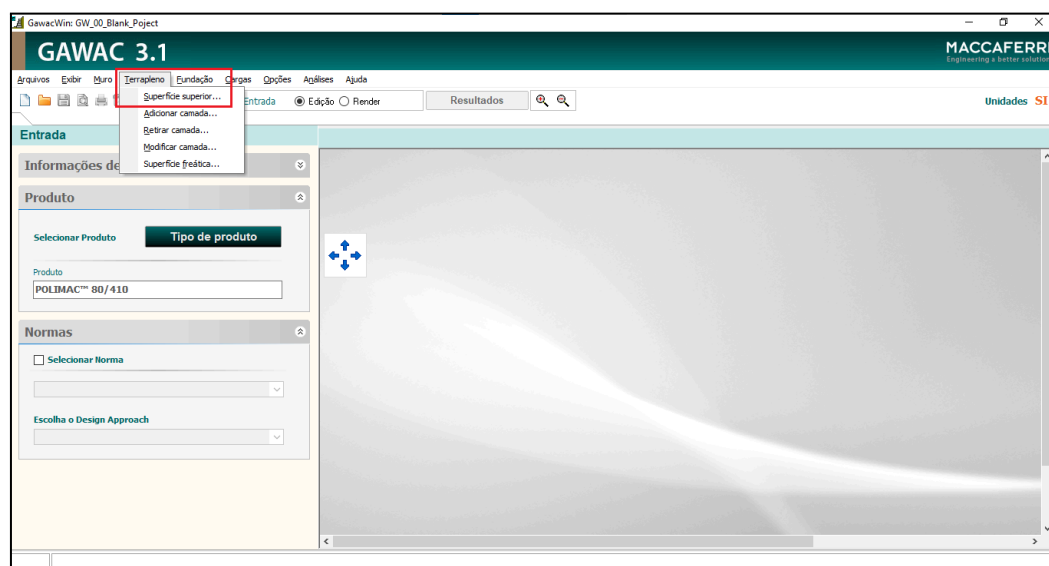 GawacWin: GW_00_Blank_Poject
GAWAC 3.1
MACCAFERRI
Engineering a better solution
Arquivos Exibir Muro Terrapleno Fundação Cargas Opções Análises Ajuda
Superfície superior...
Entrada Edição Render Resultados Unidades SI
Adicionar camada...
Entrada
Retirar camada...
Modificar camada...
Informações de
Superfície freática...
Produto
Selecionar Produto Tipo de produto
Produto
POLIMAC™ 80/410
Normas
Selecionar Norma
Escolha o Design Approach